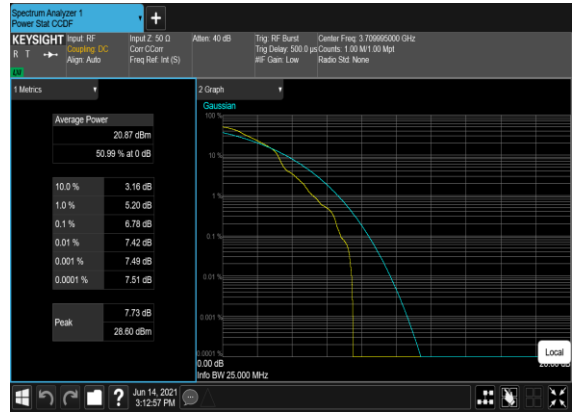 Spectrum Analyzer 1
Power Stat CCDF
KEYSIGHT
R T
Input: RF
Coupling: DC
Align: Auto
Input Z: 50 Ω
Corr CCorr
Freq Ref: Int (S)
Atten: 40 dB
Trig: RF Burst
Trig Delay: 500.0 µs
#IF Gain: Low
Center Freq: 3.709995000 GHz
Counts: 1.00 M/1.00 Mpt
Radio Std: None
1 Metrics
Average Power
20.87 dBm
50.99 % at 0 dB
10.0 % 3.16 dB
1.0 % 5.20 dB
0.1 % 6.78 dB
0.01 % 7.42 dB
0.001 % 7.49 dB
0.0001 % 7.51 dB
Peak
7.73 dB
28.60 dBm
2 Graph
Gaussian
100 %
10 %
1 %
0.1 %
0.01 %
0.001 %
0.0001 %
0.00 dB
Info BW 25.000 MHz
Local
?
Jun 14, 2021
3:12:57 PM